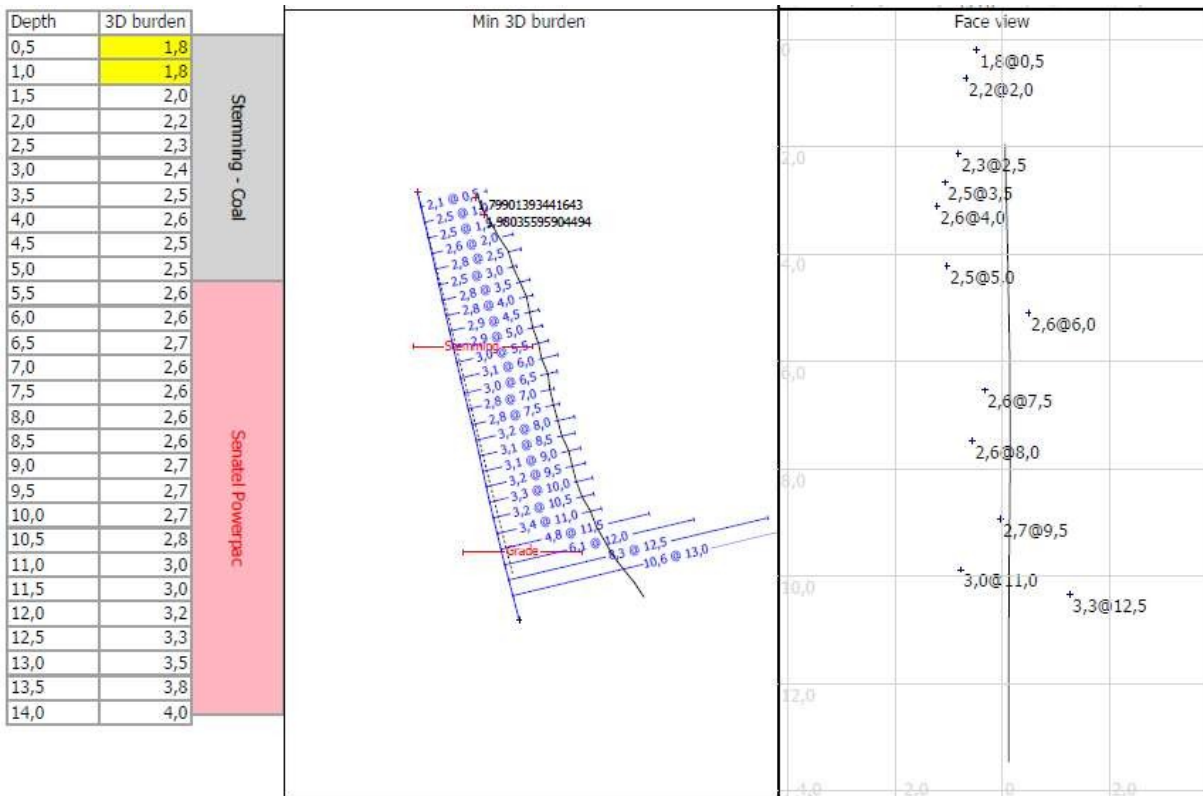 Depth 3D burden
0,5 1,8
1,0 1,8
1,5 2,0
2,0 2,2
2,5 2,3
3,0 2,4
3,5 2,5
4,0 2,6
4,5 2,5
5,0 2,5
5,5 2,6
6,0 2,6
6,5 2,7
7,0 2,6
7,5 2,6
8,0 2,6
8,5 2,6
9,0 2,7
9,5 2,7
10,0 2,7
10,5 2,8
11,0 3,0
11,5 3,0
12,0 3,2
12,5 3,3
13,0 3,5
13,5 3,8
14,0 4,0
Stemming - Coal
Senatel Powerpac
Min 3D burden
2,1 @ 0,5
1,79901393441643
2,5 @
1,98035595904494
2,5 @
2,6 @ 2,0
2,8 @ 2,5
2,5 @ 3,0
2,8 @ 3,5
2,8 @ 4,0
2,9 @ 4,5
2,9 @ 5,0
Stemming
3,0 @ 5,5
3,1 @ 6,0
3,0 @ 6,5
2,8 @ 7,0
2,8 @ 7,5
3,2 @ 8,0
3,1 @ 8,5
3,1 @ 9,0
3,2 @ 9,5
3,3 @ 10,0
3,2 @ 10,5
3,4 @ 11,0
4,8 @ 11,5
6,1 @ 12,0
Grade
8,3 @ 12,5
10,6 @ 13,0
Face view
1,8@0,5
2,2@2,0
2,0
2,3@2,5
2,5@3,5
2,6@4,0
4,0
2,5@5,0
2,6@6,0
6,0
2,6@7,5
2,6@8,0
8,0
2,7@9,5
3,0@11,0
10,0
3,3@12,5
12,0
4,0 2,0 0 2,0